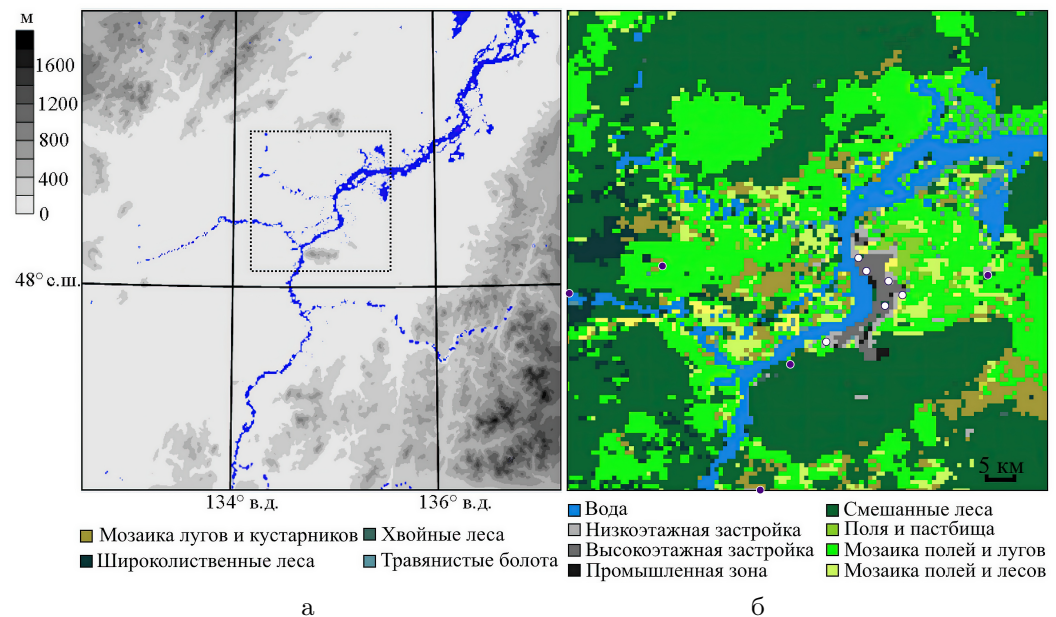 м
1600
1200
800
400
0
48° с.ш.
134° в.д.
136° в.д.
5 км
Мозаика лугов и кустарников
Хвойные леса
Широколиственные леса
Травянистые болота
Вода
Смешанные леса
Низкоэтажная застройка
Поля и пастбища
Высокоэтажная застройка
Мозаика полей и лугов
Промышленная зона
Мозаика полей и лесов
а
б